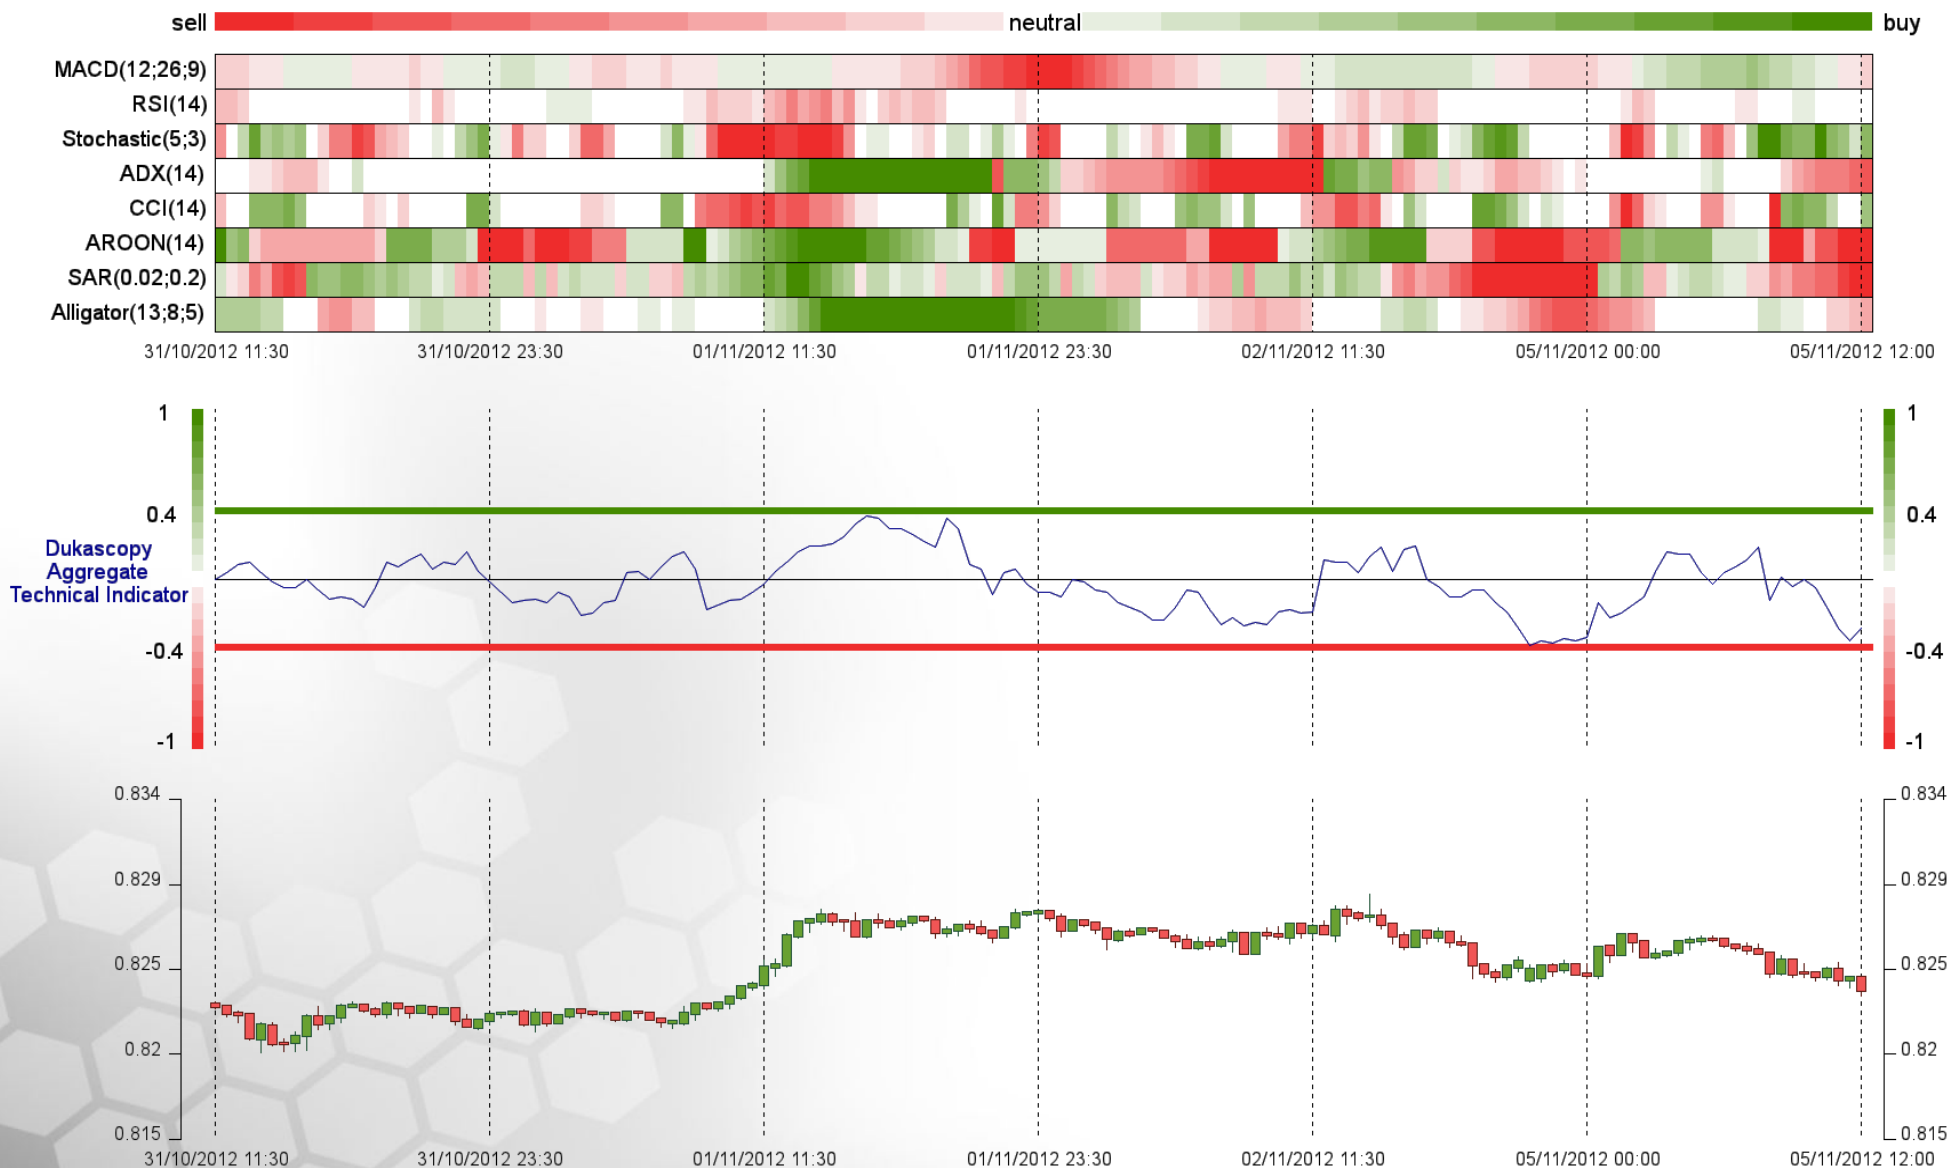 sell neutral buy
MACD(12;26;9)
RSI(14)
Stochastic(5;3)
ADX(14)
CCI(14)
AROON(14)
SAR(0.02;0.2)
Alligator(13;8;5)
31/10/2012 11:30 31/10/2012 23:30 01/11/2012 11:30 01/11/2012 23:30 02/11/2012 11:30 05/11/2012 00:00 05/11/2012 12:00
1 1
0.4 0.4
Dukascopy
Aggregate
Technical Indicator
-0.4 -0.4
-1 -1
0.834 0.834
0.829 0.829
0.825 0.825
0.82 0.82
0.815 0.815
31/10/2012 11:30 31/10/2012 23:30 01/11/2012 11:30 01/11/2012 23:30 02/11/2012 11:30 05/11/2012 00:00 05/11/2012 12:00